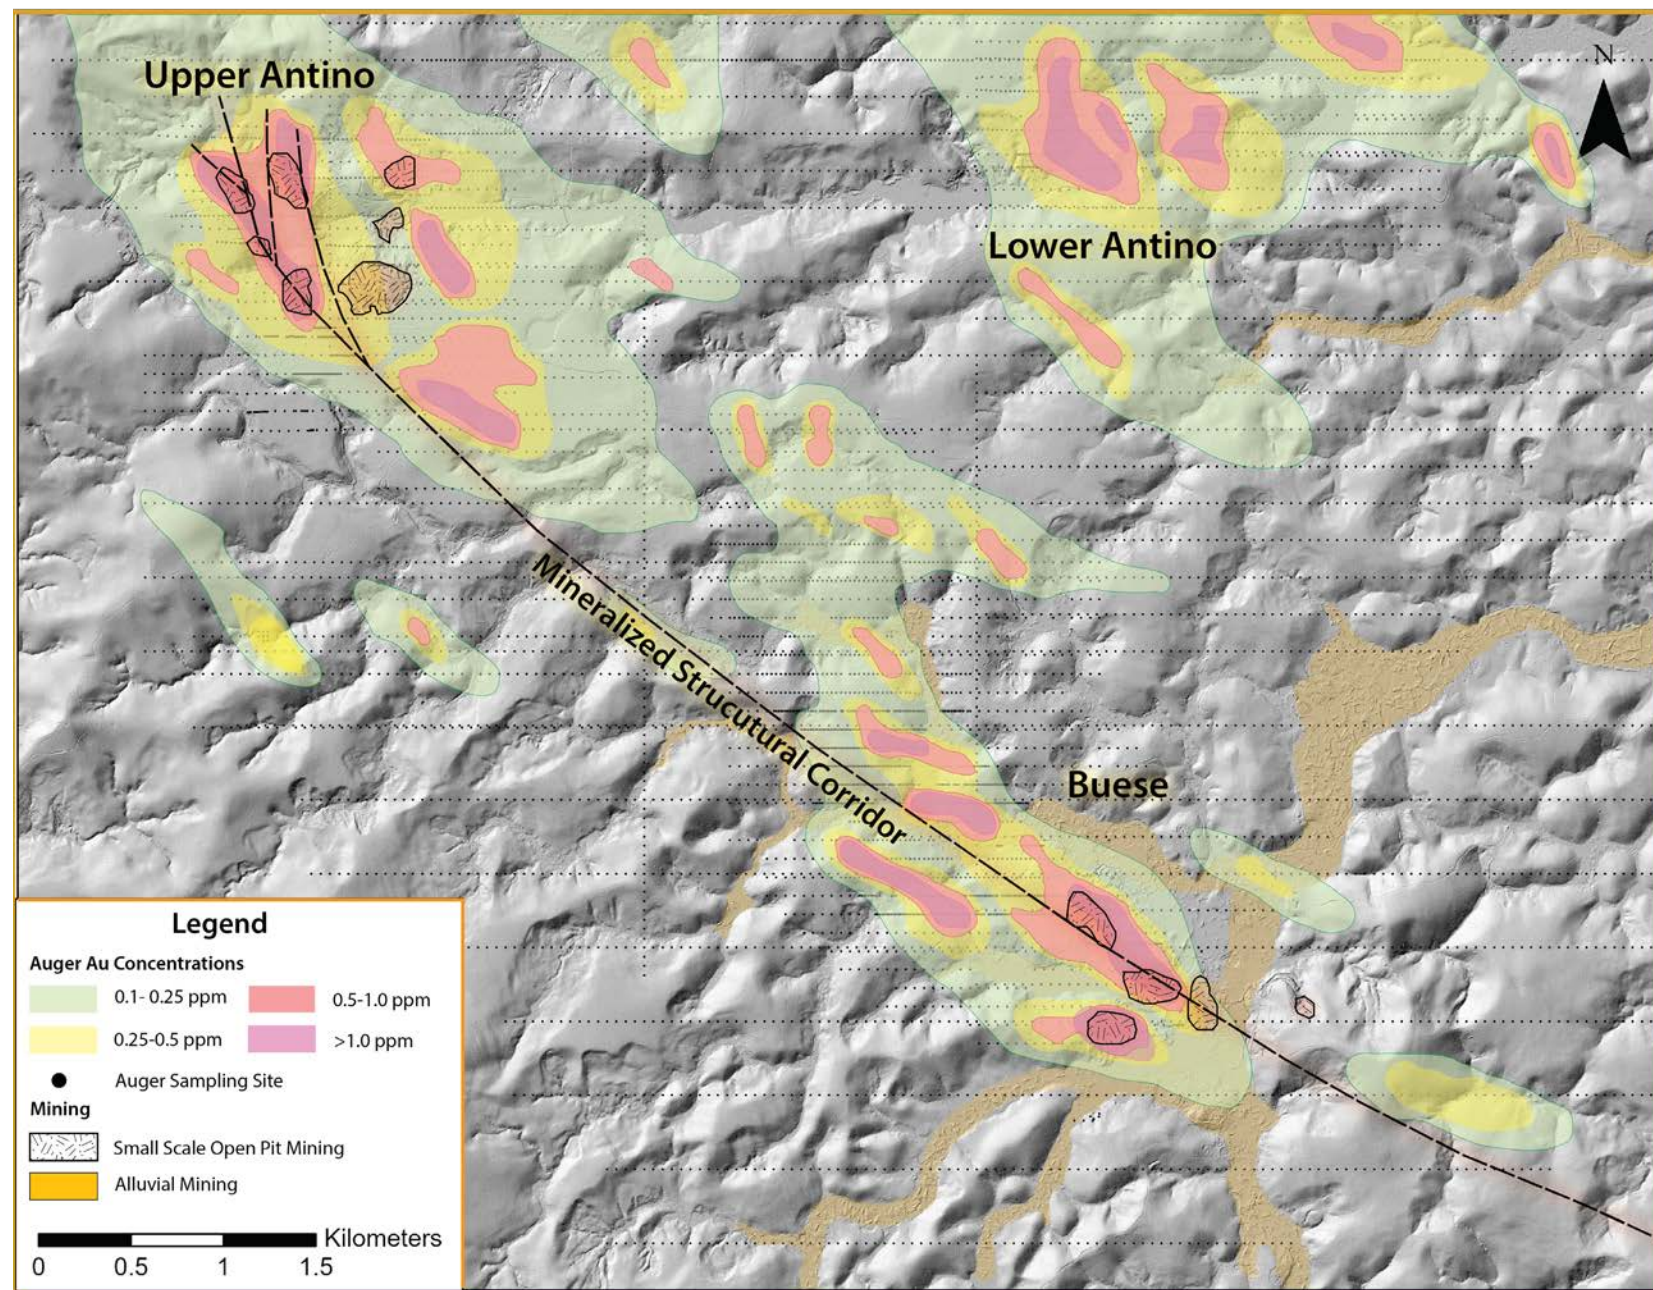 Upper Antino
N
Lower Antino
Mineralized Strucutural Corridor
Buese
Legend
Auger Au Concentrations
0.1- 0.25 ppm
0.5-1.0 ppm
0.25-0.5 ppm
>1.0 ppm
Auger Sampling Site
Mining
Small Scale Open Pit Mining
Alluvial Mining
Kilometers
0 0.5 1 1.5